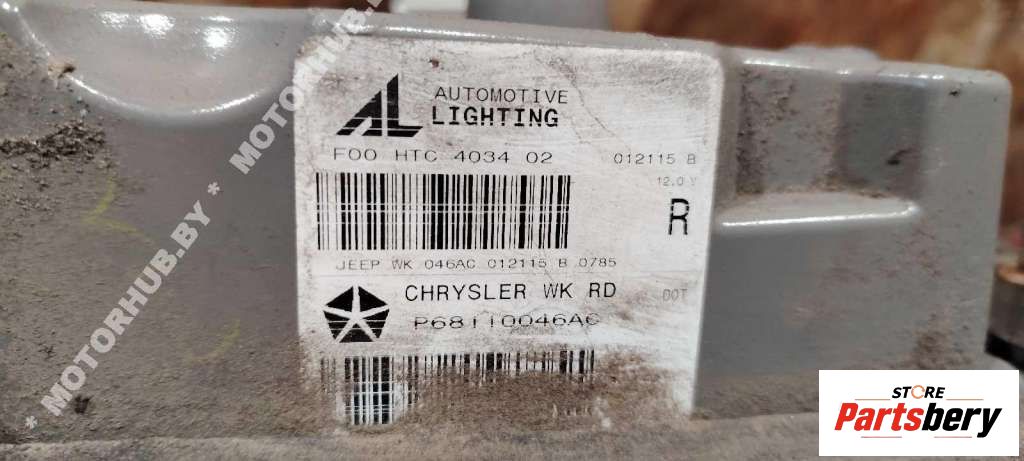 AL AUTOMOTIVE
LIGHTING
F00 HTC 4034 02 012115 B
12.0 V
R
JEEP WK 046AC 012115 B 0785
CHRYSLER WK RD DOT
P68110046AC
* MOTORHUB.BY * MOTORHUB.BY *
STORE
Partsbery